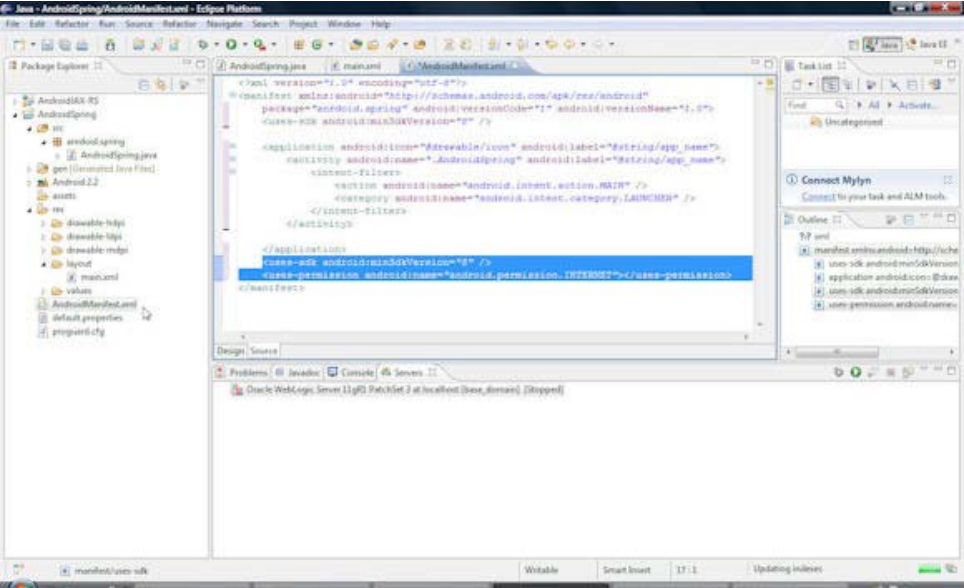 Java - AndroidSpring/AndroidManifest.xml - Eclipse Platform
File Edit Refactor Run Source Refactor Navigate Search Project Window Help
Java Java EE
Package Explorer
AndroidJAX-RS
AndroidSpring
src
android.spring
AndroidSpring.java
gen [Generated Java Files]
Android 2.2
assets
res
drawable-hdpi
drawable-ldpi
drawable-mdpi
layout
main.xml
values
AndroidManifest.xml
default.properties
proguard.cfg
AndroidSpring.java main.xml *AndroidManifest.xml
<?xml version="1.0" encoding="utf-8"?>
<manifest xmlns:android="http://schemas.android.com/apk/res/android"
package="android.spring" android:versionCode="1" android:versionName="1.0">
<uses-sdk android:minSdkVersion="8" />
<application android:icon="@drawable/icon" android:label="@string/app_name">
<activity android:name=".AndroidSpring" android:label="@string/app_name">
<intent-filter>
<action android:name="android.intent.action.MAIN" />
<category android:name="android.intent.category.LAUNCHER" />
</intent-filter>
</activity>
</application>
<uses-sdk android:minSdkVersion="8" />
<uses-permission android:name="android.permission.INTERNET"></uses-permission>
</manifest>
Design Source
Task List
Find All Activate...
Uncategorized
Connect Mylyn
Connect to your task and ALM tools.
Outline
xml
manifest xmlns:android=http://sche
uses-sdk android:minSdkVersion
application android:icon=@draw
uses-sdk android:minSdkVersion
uses-permission android:name=
Problems Javadoc Console Servers
Oracle WebLogic Server 11gR1 PatchSet 3 at localhost [base_domain] [Stopped]
manifest/uses-sdk Writable Smart Insert 17 : 1 Updating indexes